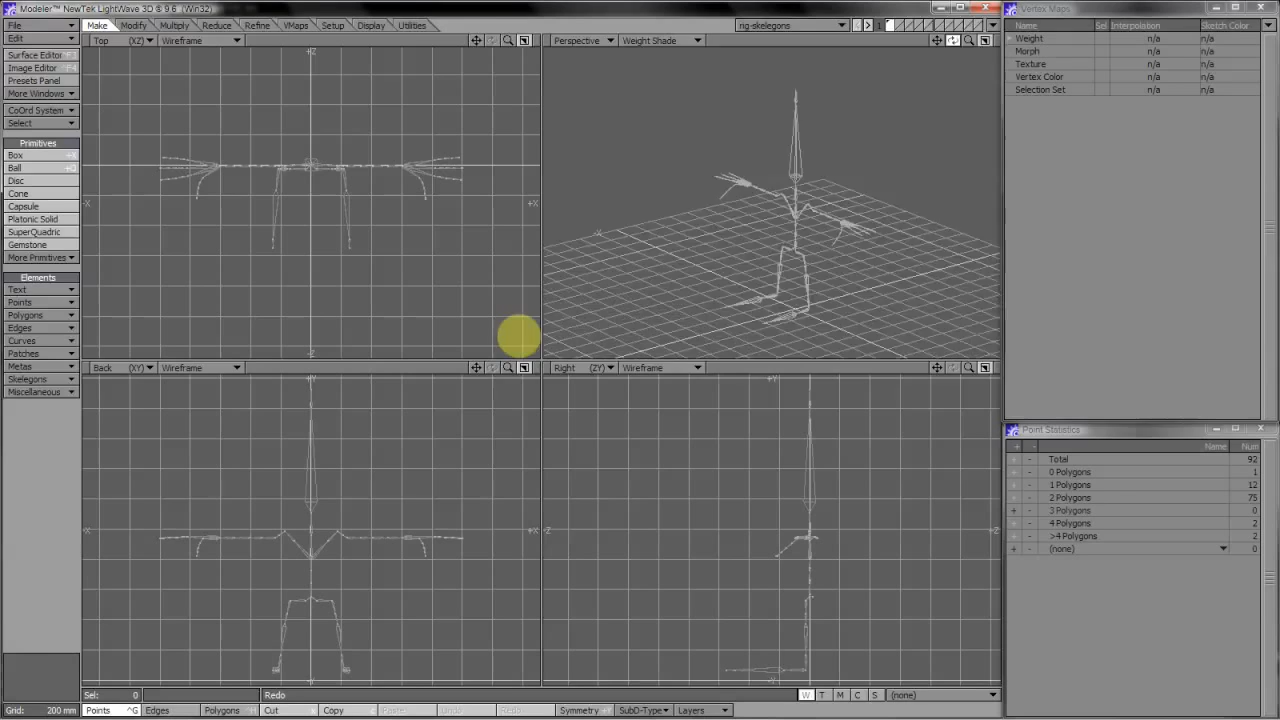 Modeler™ NewTek LightWave 3D ® 9.6 (Win32)
File
Make Modify Multiply Reduce Refine VMaps Setup Display Utilities
rig-skelegons
1
Edit
Top (XZ) Wireframe
Perspective Weight Shade
Surface Editor
Image Editor
Presets Panel
More Windows
CoOrd System
Select
Primitives
Box +X
Ball +O
Disc
Cone
Capsule
Platonic Solid
SuperQuadric
Gemstone
More Primitives
Elements
Text
Points
Polygons
Edges
Curves
Patches
Metas
Skelegons
Miscellaneous
+Z
-X
+X
-Z
-X
Back (XY) Wireframe
Right (ZY) Wireframe
+Y
-X
+X
-Y
+Y
-Z
+Z
-Y
Sel: 0
Redo
W T M C S (none)
Grid: 200 mm
Points ^G Edges Polygons ^H Cut Copy Paste Undo Redo Symmetry +Y SubD-Type Layers
Vertex Maps
Name Sel Interpolation Sketch Color
Weight n/a n/a
Morph n/a n/a
Texture n/a n/a
Vertex Color n/a n/a
Selection Set n/a n/a
Point Statistics
+ - Name Num
+ - Total 92
+ - 0 Polygons 1
+ - 1 Polygons 12
+ - 2 Polygons 75
+ - 3 Polygons 0
+ - 4 Polygons 2
+ - >4 Polygons 2
+ - (none) 0